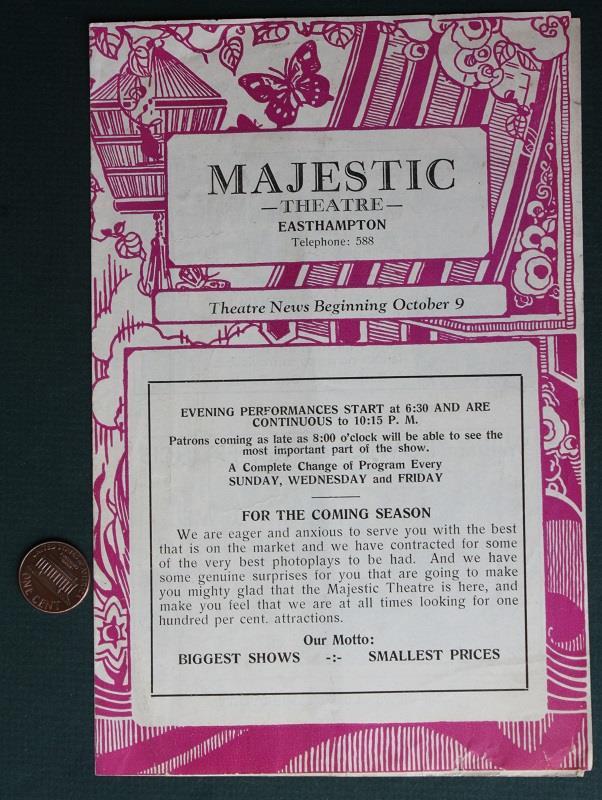 MAJESTIC
—THEATRE—
EASTHAMPTON
Telephone: 588
Theatre News Beginning October 9
EVENING PERFORMANCES START at 6:30 AND ARE
CONTINUOUS to 10:15 P. M.
Patrons coming as late as 8:00 o'clock will be able to see the
most important part of the show.
A Complete Change of Program Every
SUNDAY, WEDNESDAY and FRIDAY
FOR THE COMING SEASON
We are eager and anxious to serve you with the best
that is on the market and we have contracted for some
of the very best photoplays to be had. And we have
some genuine surprises for you that are going to make
you mighty glad that the Majestic Theatre is here, and
make you feel that we are at all times looking for one
hundred per cent. attractions.
Our Motto:
BIGGEST SHOWS -:- SMALLEST PRICES
ONE CENT